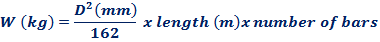 W (kg) = D²(mm)/162 x length (m)x number of bars